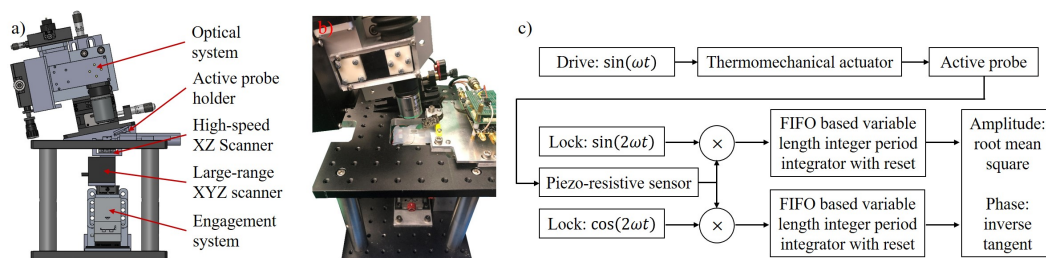 a)
Optical
system
Active probe
holder
High-speed
XZ Scanner
Large-range
XYZ scanner
Engagement
system
b)
c)
Drive: sin(ωt)
Thermomechanical actuator
Active probe
Lock: sin(2ωt)
×
FIFO based variable
length integer period
integrator with reset
Amplitude:
root mean
square
Piezo-resistive sensor
Lock: cos(2ωt)
×
FIFO based variable
length integer period
integrator with reset
Phase:
inverse
tangent